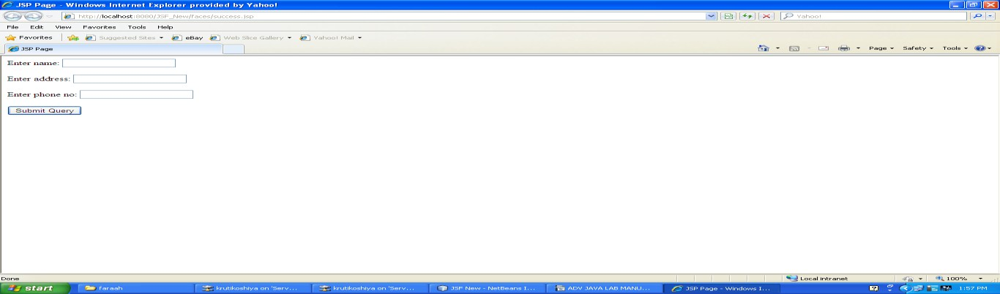 JSP Page - Windows Internet Explorer provided by Yahoo!
http://localhost:8080/JSF_New/faces/success.jsp
Yahoo!
File Edit View Favorites Tools Help
Favorites Suggested Sites eBay Web Slice Gallery Yahoo! Mail
JSP Page
Page Safety Tools
Enter name:
Enter address:
Enter phone no:
Submit Query
Done Local intranet 100%
start faraah krutikoshiya on 'Serv... krutikoshiya on 'Serv... JSF New - NetBeans I... ADV JAVA LAB MANU... JSP Page - Windows I... 1:57 PM